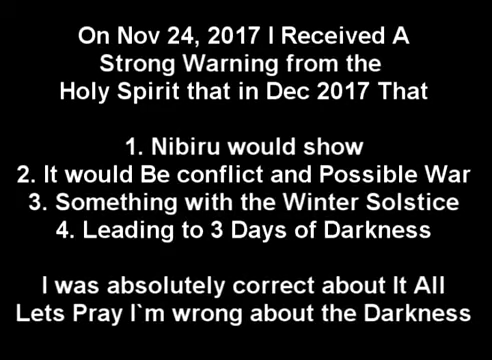 On Nov 24, 2017 I Received A
Strong Warning from the
Holy Spirit that in Dec 2017 That
1. Nibiru would show
2. It would Be conflict and Possible War
3. Something with the Winter Solstice
4. Leading to 3 Days of Darkness
I was absolutely correct about It All
Lets Pray I`m wrong about the Darkness